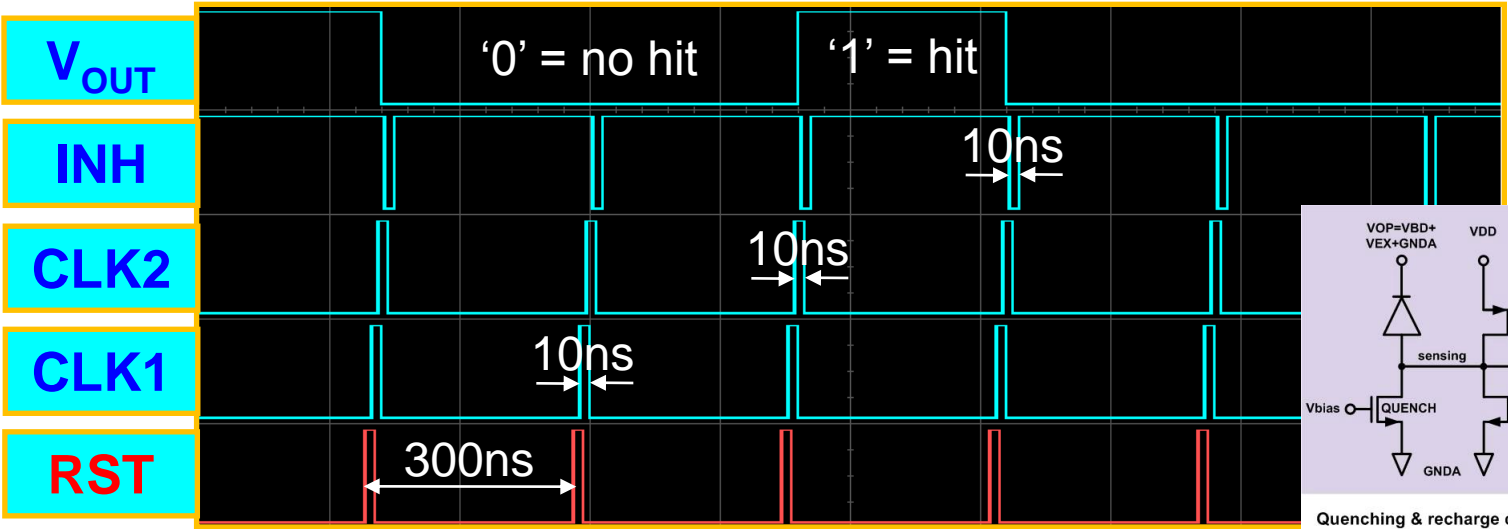 VOUT
‘0’ = no hit
‘1’ = hit
INH
10ns
CLK2
10ns
CLK1
10ns
RST
300ns
VOP=VBD+
VEX+GNDA
VDD
sensing
Vbias
QUENCH
GNDA
Quenching & recharge